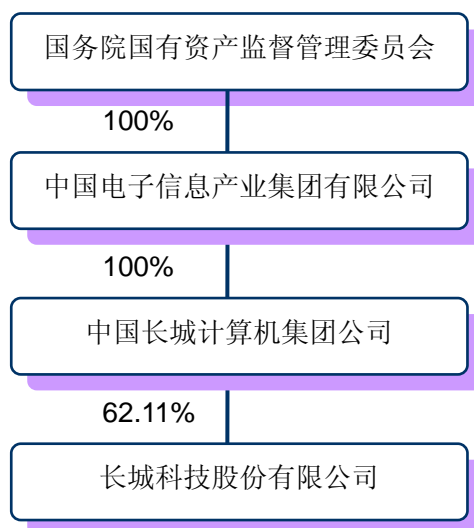 国务院国有资产监督管理委员会
100%
中国电子信息产业集团有限公司
100%
中国长城计算机集团公司
62.11%
长城科技股份有限公司